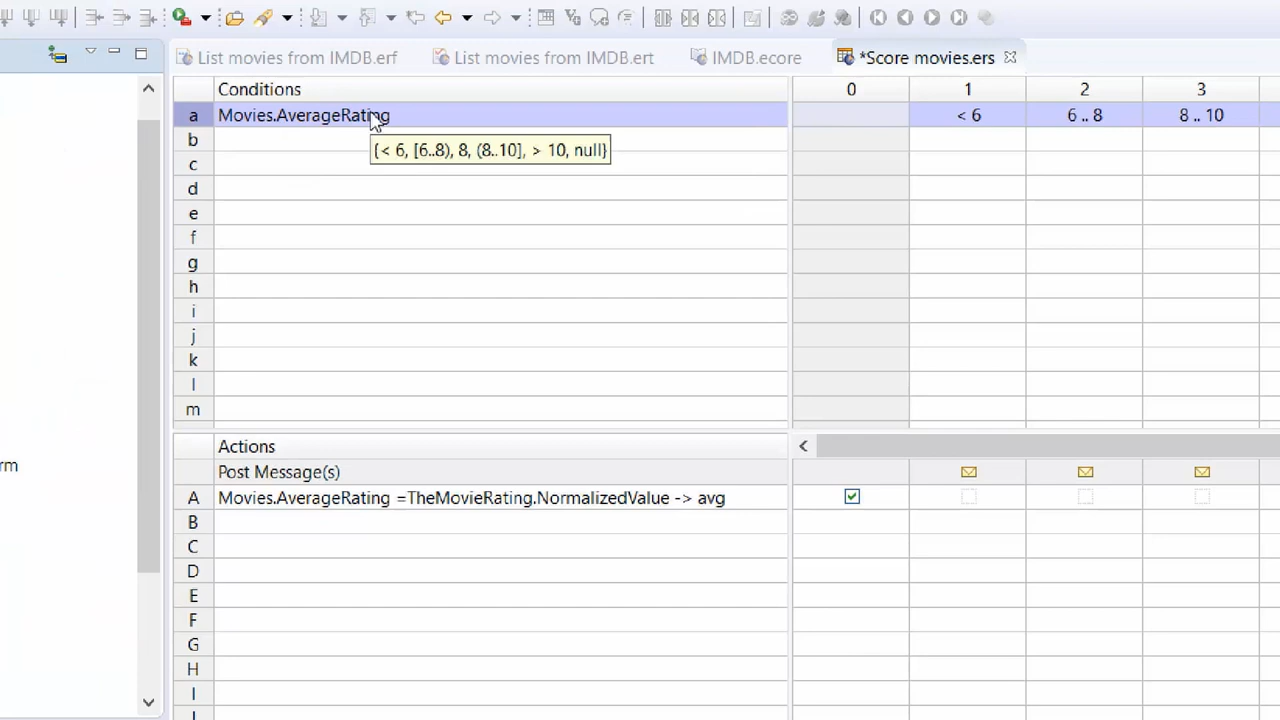 List movies from IMDB.erf
List movies from IMDB.ert
IMDB.ecore
*Score movies.ers
Conditions
0 1 2 3
a Movies.AverageRating < 6 6 .. 8 8 .. 10
{< 6, [6..8), 8, (8..10], > 10, null}
b
c
d
e
f
g
h
i
j
k
l
m
rm
Actions
Post Message(s)
A Movies.AverageRating =TheMovieRating.NormalizedValue -> avg
B
C
D
E
F
G
H
I